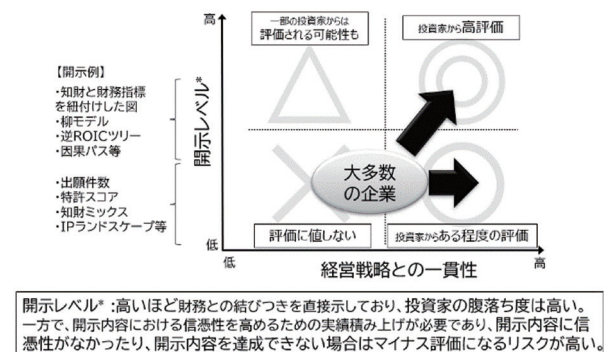 高
一部の投資家からは
評価される可能性も
投資家から高評価
【開示例】
・知財と財務指標
を紐付けした図
・柳モデル
・逆ROICツリー
・因果パス等
・出願件数
・特許スコア
・知財ミックス
・IPランドスケープ等
開示レベル*
大多数
の企業
評価に値しない
投資家からある程度の評価
低
低
経営戦略との一貫性
高
開示レベル* :高いほど財務との結びつきを直接示しており、投資家の腹落ち度は高い。
一方で、開示内容における信憑性を高めるための実績積み上げが必要であり、開示内容に信
憑性がなかったり、開示内容を達成できない場合はマイナス評価になるリスクが高い。